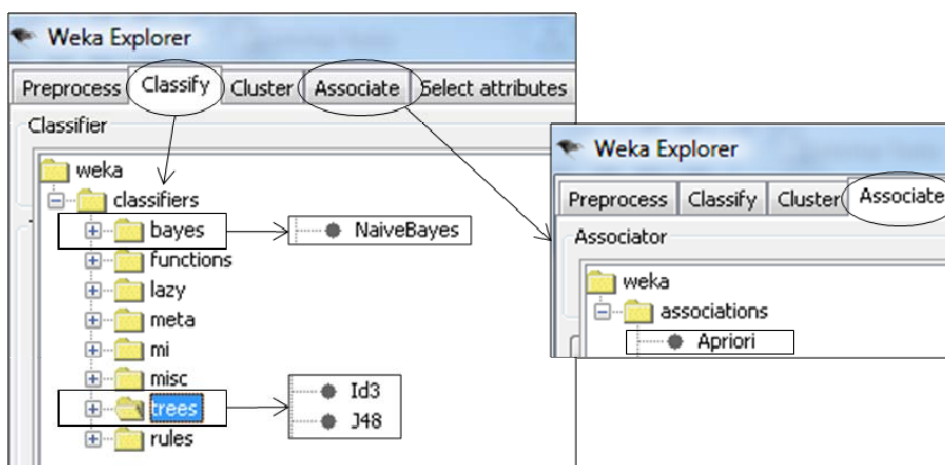 Weka Explorer
Preprocess Classify Cluster Associate Select attributes
Classifier
weka
classifiers
bayes
NaiveBayes
functions
lazy
meta
mi
misc
trees
Id3
J48
rules
Weka Explorer
Preprocess Classify Cluster Associate
Associator
weka
associations
Apriori